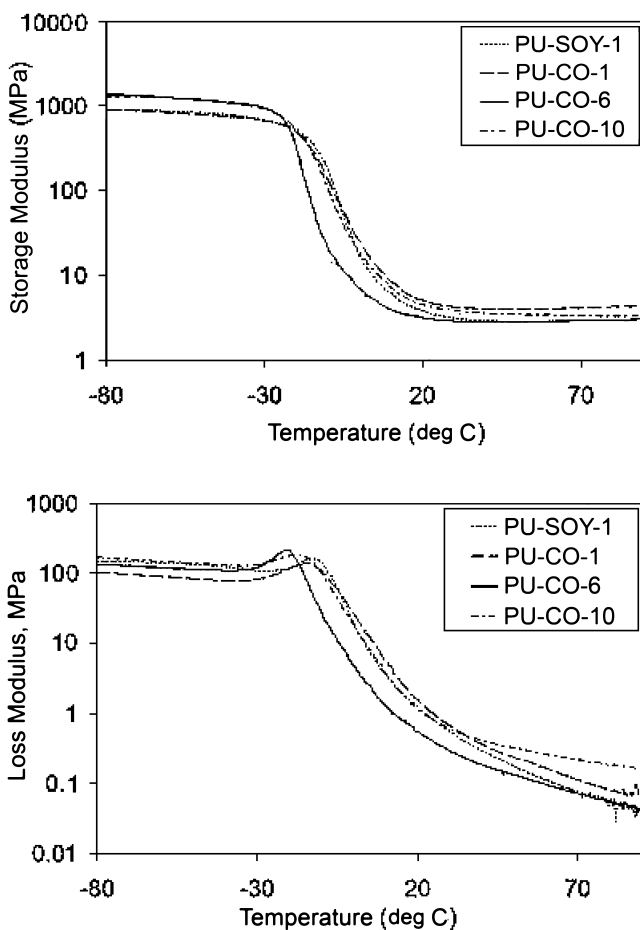 10000
1000
100
10
1
Storage Modulus (MPa)
PU-SOY-1
PU-CO-1
PU-CO-6
PU-CO-10
-80
-30
20
70
Temperature (deg C)
1000
100
10
1
0.1
0.01
Loss Modulus, MPa
PU-SOY-1
PU-CO-1
PU-CO-6
PU-CO-10
-80
-30
20
70
Temperature (deg C)